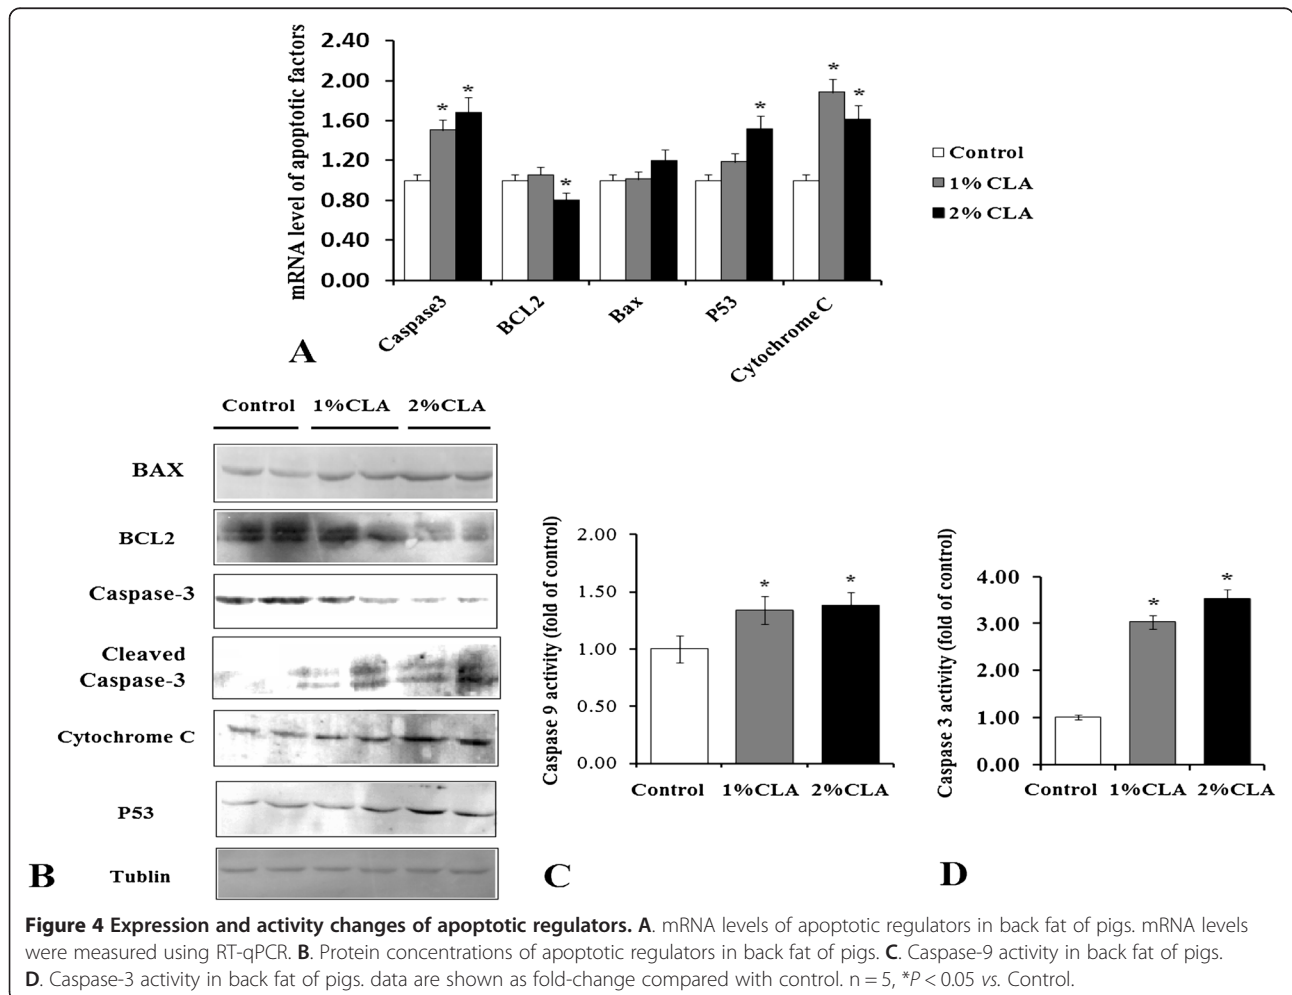 2.40
2.00
1.60
1.20
0.80
0.40
0.00
mRNA level of apoptotic factors
* * * * * *
Caspase3
BCL2
Bax
P53
Cytochrome C
Control
1% CLA
2% CLA
A
Control 1%CLA 2%CLA
BAX
BCL2
Caspase-3
Cleaved
Caspase-3
Cytochrome C
P53
Tublin
B
Caspase 9 activity (fold of control)
2.00
1.50
1.00
0.50
0.00
* *
Control 1%CLA 2%CLA
C
Caspase 3 activity (fold of control)
4.00
3.00
2.00
1.00
0.00
* *
Control 1%CLA 2%CLA
D
Figure 4 Expression and activity changes of apoptotic regulators. A. mRNA levels of apoptotic regulators in back fat of pigs. mRNA levels
were measured using RT-qPCR. B. Protein concentrations of apoptotic regulators in back fat of pigs. C. Caspase-9 activity in back fat of pigs.
D. Caspase-3 activity in back fat of pigs. data are shown as fold-change compared with control. n = 5, *P < 0.05 vs. Control.